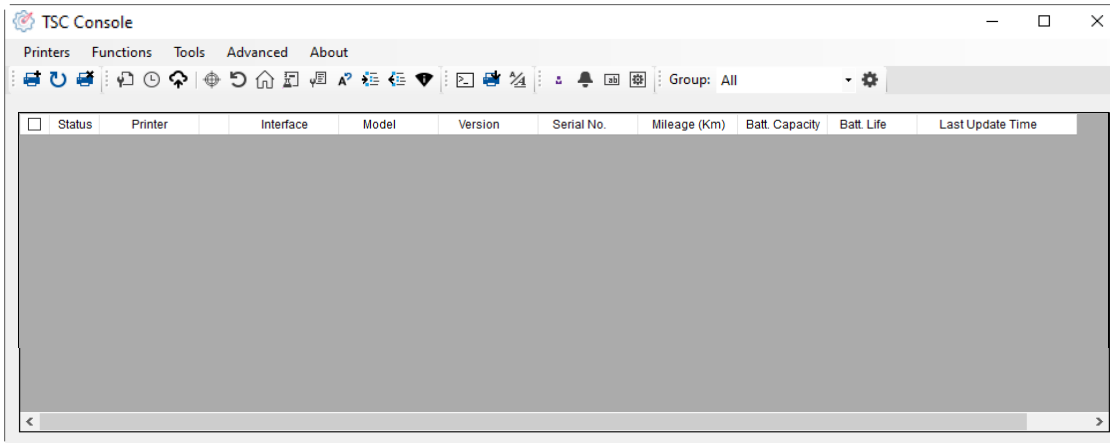 TSC Console
Printers Functions Tools Advanced About
Group: All
Status Printer Interface Model Version Serial No. Mileage (Km) Batt. Capacity Batt. Life Last Update Time